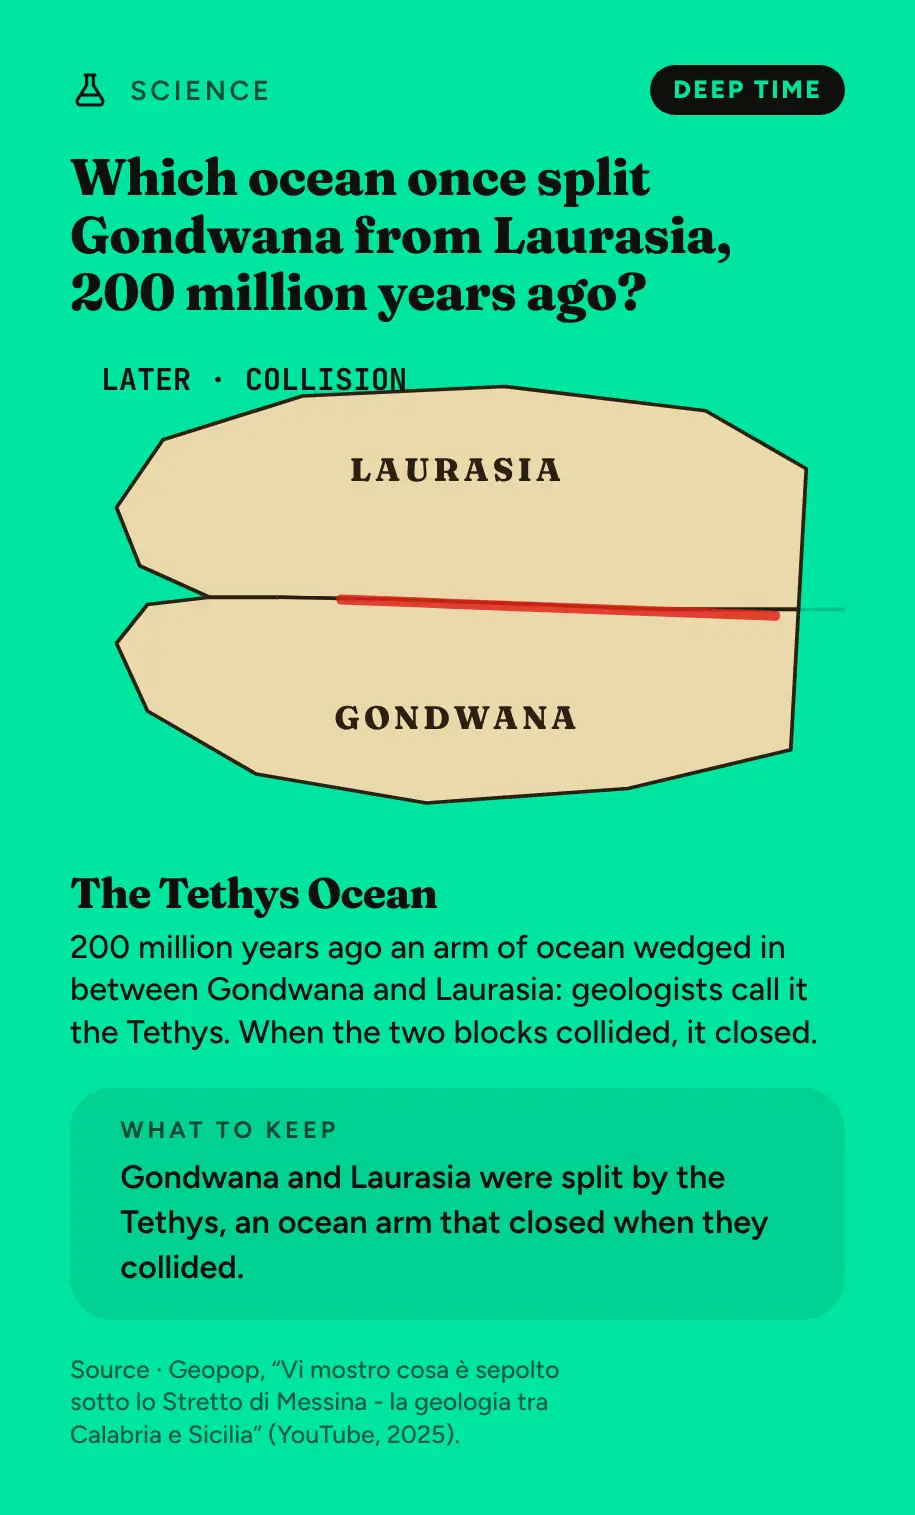 SCIENCE
DEEP TIME
Which ocean once split
Gondwana from Laurasia,
200 million years ago?
LATER · COLLISION
LAURASIA
GONDWANA
The Tethys Ocean
200 million years ago an arm of ocean wedged in
between Gondwana and Laurasia: geologists call it
the Tethys. When the two blocks collided, it closed.
WHAT TO KEEP
Gondwana and Laurasia were split by the
Tethys, an ocean arm that closed when they
collided.
Source · Geopop, “Vi mostro cosa è sepolto
sotto lo Stretto di Messina - la geologia tra
Calabria e Sicilia” (YouTube, 2025).